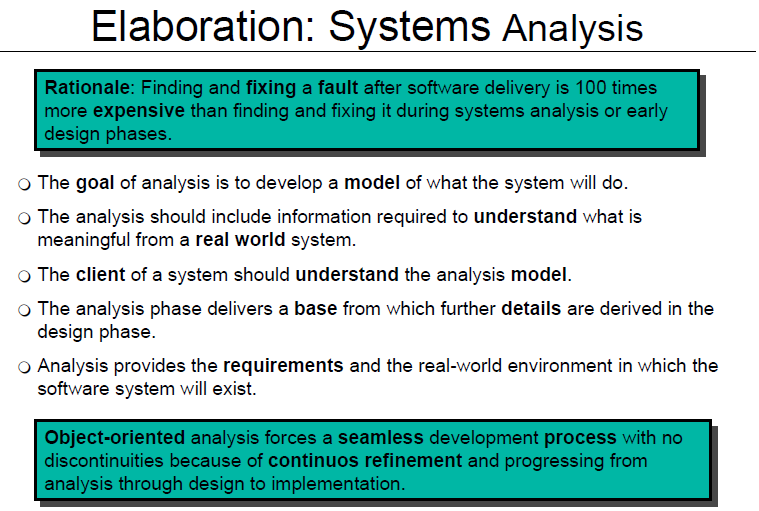 Elaboration: Systems Analysis
Rationale: Finding and fixing a fault after software delivery is 100 times
more expensive than finding and fixing it during systems analysis or early
design phases.
The goal of analysis is to develop a model of what the system will do.
The analysis should include information required to understand what is
meaningful from a real world system.
The client of a system should understand the analysis model.
The analysis phase delivers a base from which further details are derived in the
design phase.
Analysis provides the requirements and the real-world environment in which the
software system will exist.
Object-oriented analysis forces a seamless development process with no
discontinuities because of continuos refinement and progressing from
analysis through design to implementation.